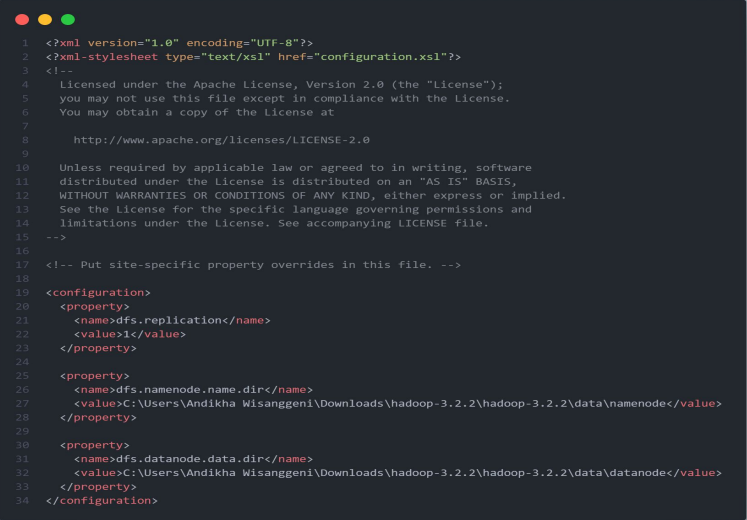 1 <?xml version="1.0" encoding="UTF-8"?>
2 <?xml-stylesheet type="text/xsl" href="configuration.xsl"?>
3 <!--
4   Licensed under the Apache License, Version 2.0 (the "License");
5   you may not use this file except in compliance with the License.
6   You may obtain a copy of the License at
7
8     http://www.apache.org/licenses/LICENSE-2.0
9
10   Unless required by applicable law or agreed to in writing, software
11   distributed under the License is distributed on an "AS IS" BASIS,
12   WITHOUT WARRANTIES OR CONDITIONS OF ANY KIND, either express or implied.
13   See the License for the specific language governing permissions and
14   limitations under the License. See accompanying LICENSE file.
15 -->
16
17 <!-- Put site-specific property overrides in this file. -->
18
19 <configuration>
20   <property>
21     <name>dfs.replication</name>
22     <value>1</value>
23   </property>
24
25   <property>
26     <name>dfs.namenode.name.dir</name>
27     <value>C:\Users\Andikha Wisanggeni\Downloads\hadoop-3.2.2\hadoop-3.2.2\data\namenode</value>
28   </property>
29
30   <property>
31     <name>dfs.datanode.data.dir</name>
32     <value>C:\Users\Andikha Wisanggeni\Downloads\hadoop-3.2.2\hadoop-3.2.2\data\datanode</value>
33   </property>
34 </configuration>